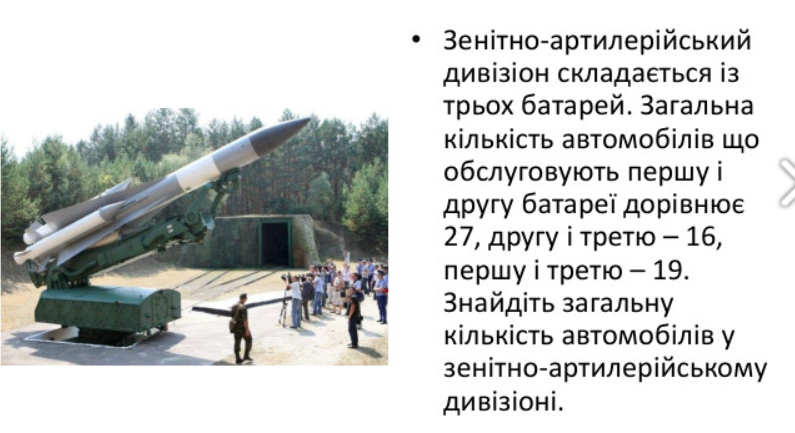 • Зенітно-артилерійський
дивізіон складається із
трьох батарей. Загальна
кількість автомобілів що
обслуговують першу і
другу батареї дорівнює
27, другу і третю – 16,
першу і третю – 19.
Знайдіть загальну
кількість автомобілів у
зенітно-артилерійському
дивізіоні.